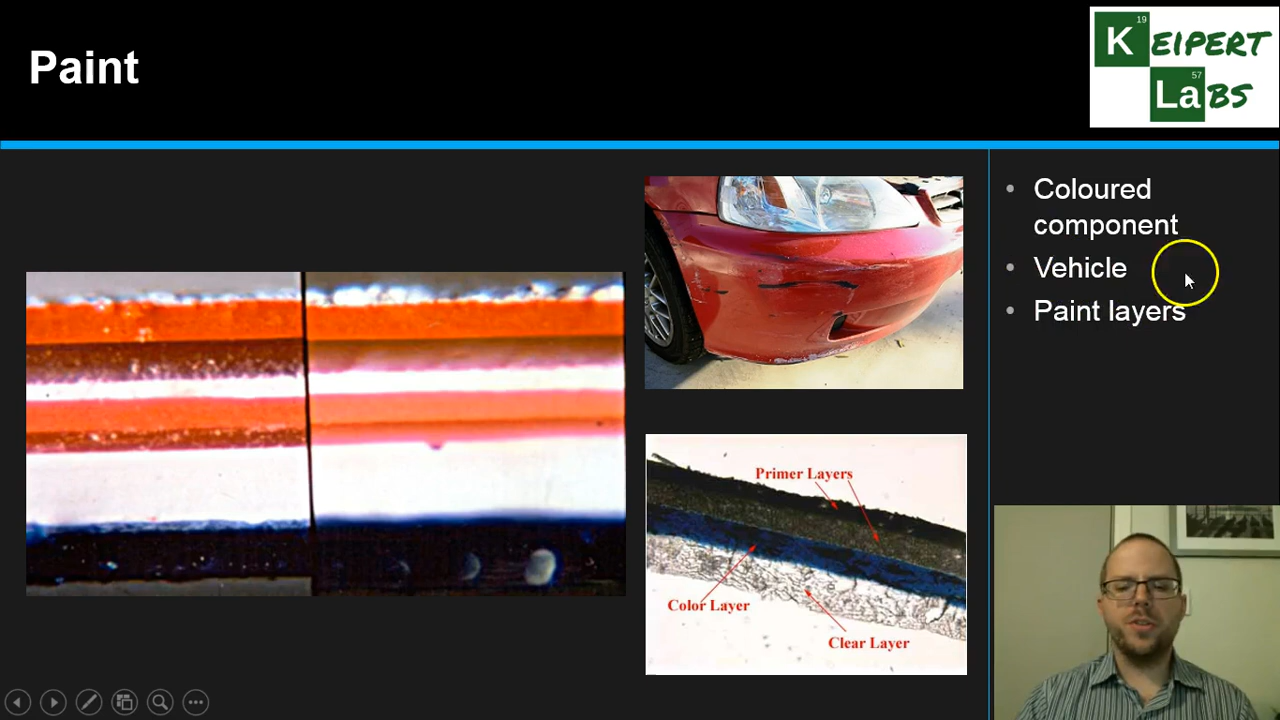 Paint
19
KEIPERT
57
LaBS
Coloured
component
Vehicle
Paint layers
Primer Layers
Color Layer
Clear Layer